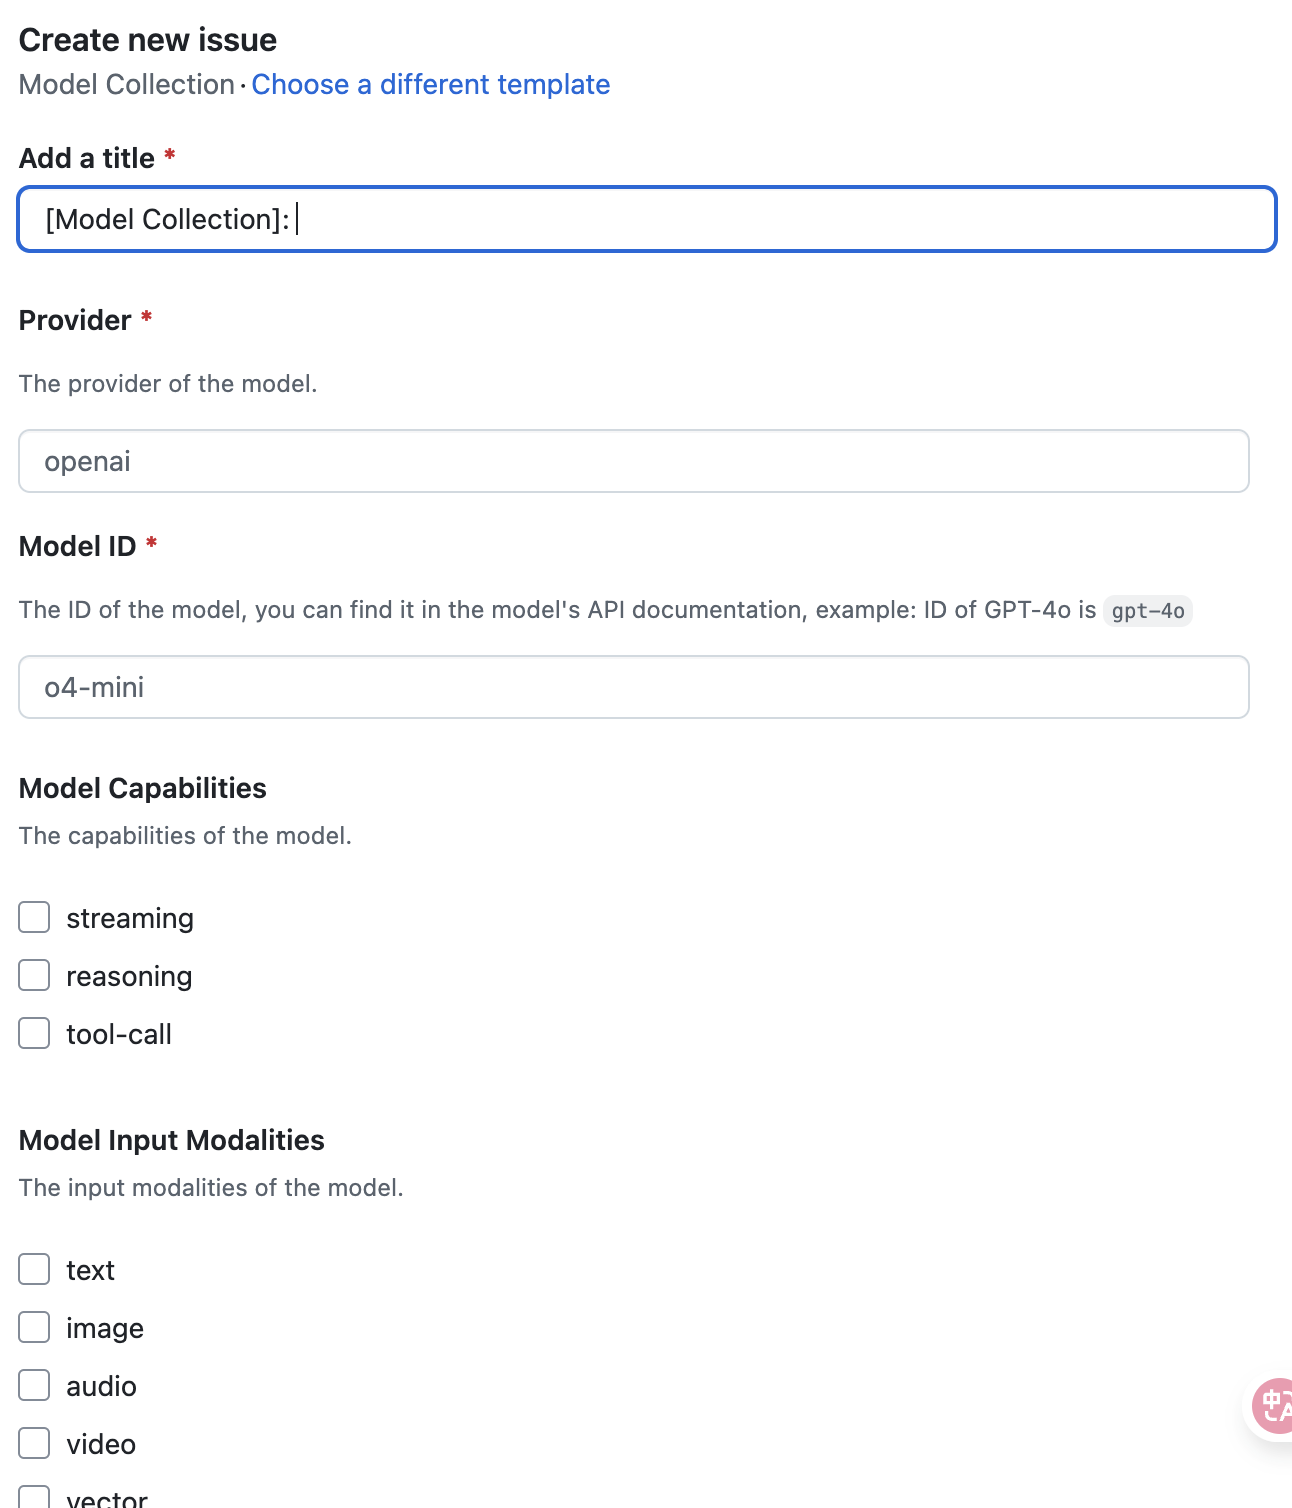 Create new issue
Model Collection · Choose a different template
Add a title *
[Model Collection]:
Provider *
The provider of the model.
openai
Model ID *
The ID of the model, you can find it in the model's API documentation, example: ID of GPT-4o is gpt-4o
o4-mini
Model Capabilities
The capabilities of the model.
streaming
reasoning
tool-call
Model Input Modalities
The input modalities of the model.
text
image
audio
video
vector
中A